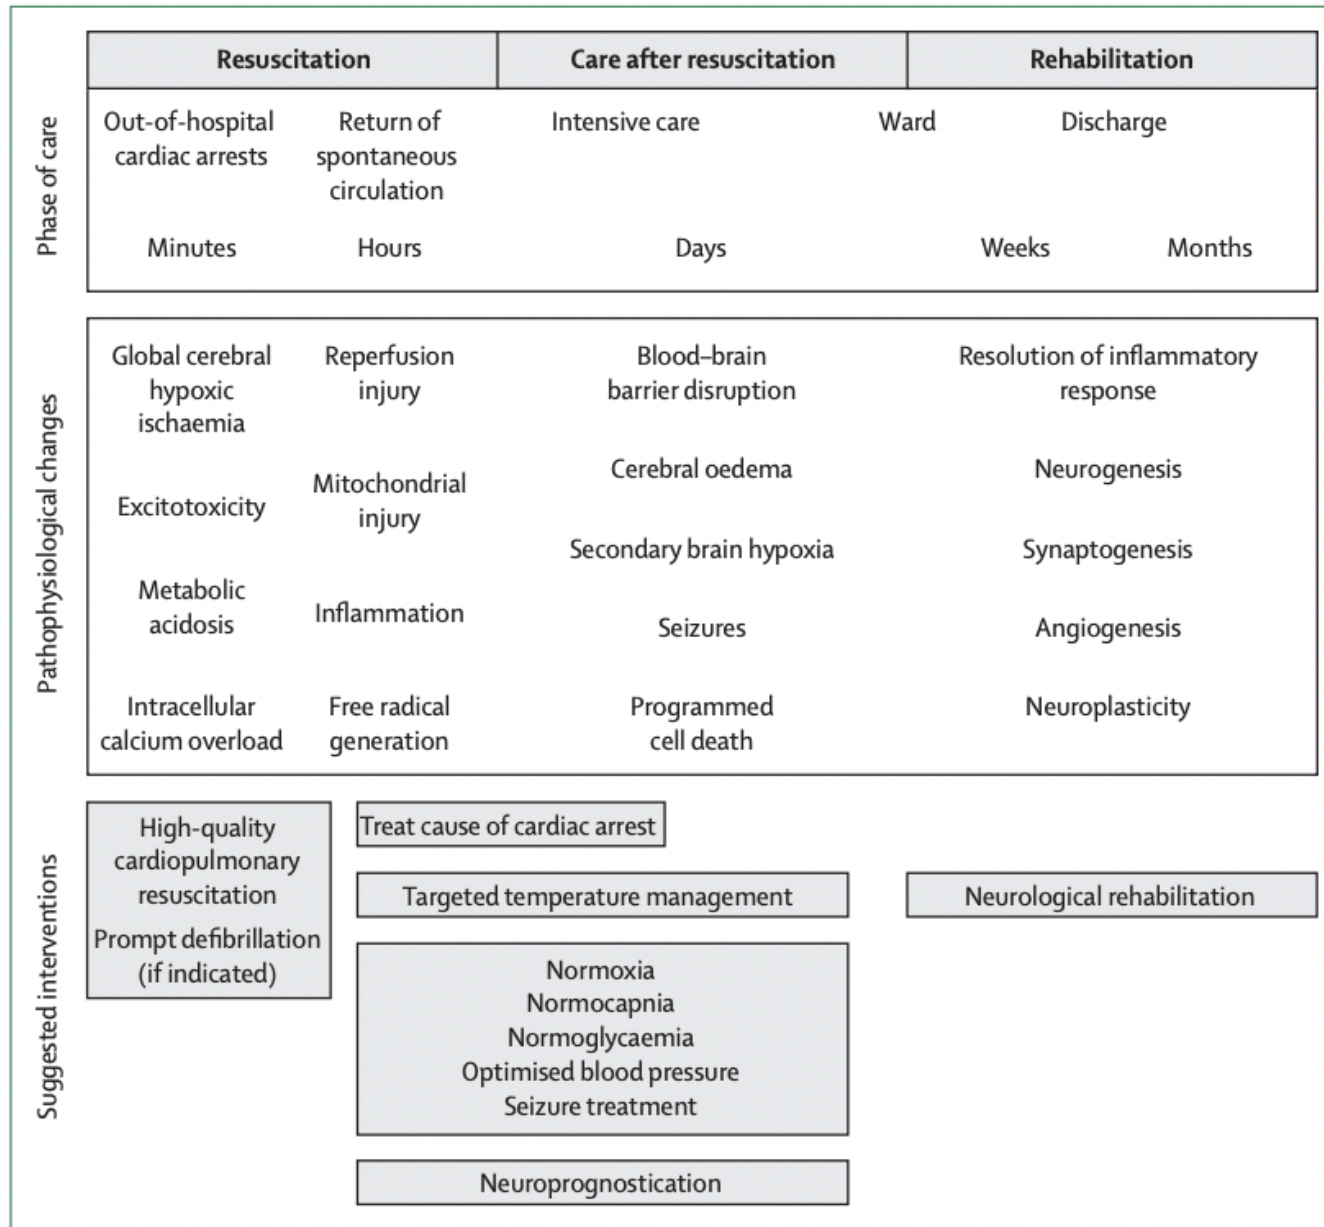 Resuscitation
Care after resuscitation
Rehabilitation
Phase of care
Out-of-hospital
cardiac arrests
Return of
spontaneous
circulation
Intensive care
Ward
Discharge
Minutes
Hours
Days
Weeks
Months
Pathophysiological changes
Global cerebral
hypoxic
ischaemia
Excitotoxicity
Metabolic
acidosis
Intracellular
calcium overload
Reperfusion
injury
Mitochondrial
injury
Inflammation
Free radical
generation
Blood–brain
barrier disruption
Cerebral oedema
Secondary brain hypoxia
Seizures
Programmed
cell death
Resolution of inflammatory
response
Neurogenesis
Synaptogenesis
Angiogenesis
Neuroplasticity
Suggested interventions
High-quality
cardiopulmonary
resuscitation
Prompt defibrillation
(if indicated)
Treat cause of cardiac arrest
Targeted temperature management
Normoxia
Normocapnia
Normoglycaemia
Optimised blood pressure
Seizure treatment
Neuroprognostication
Neurological rehabilitation